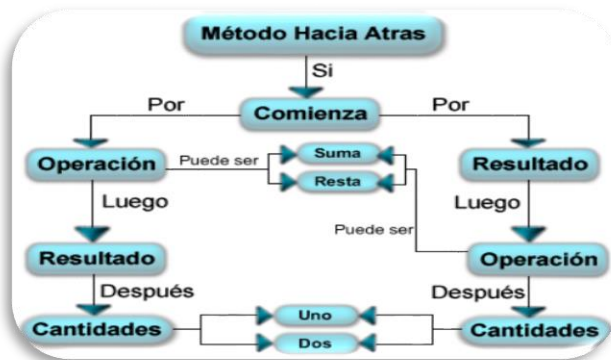 Método Hacia Atras
Si
Por
Comienza
Por
Operación
Puede ser
Suma
Resta
Resultado
Luego
Luego
Puede ser
Resultado
Operación
Después
Después
Cantidades
Uno
Dos
Cantidades